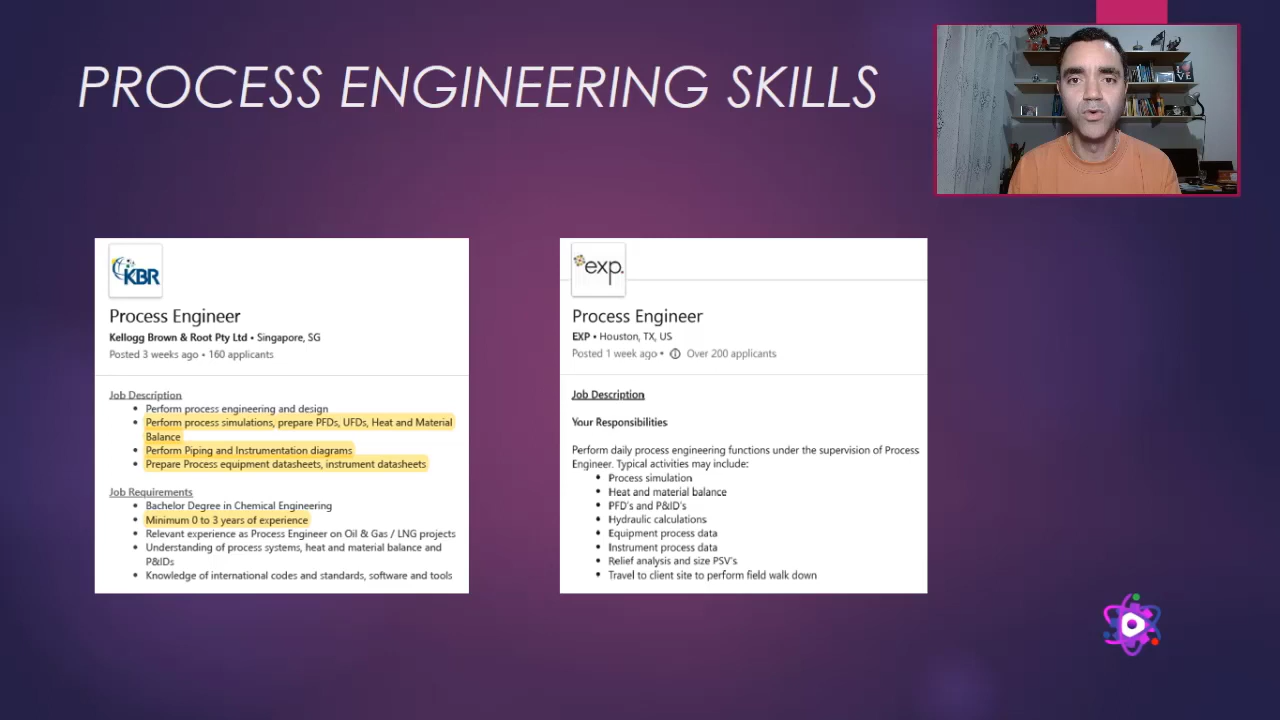 PROCESS ENGINEERING SKILLS
LOVE
KBR
Process Engineer
Kellogg Brown & Root Pty Ltd • Singapore, SG
Posted 3 weeks ago • 160 applicants
Job Description
• Perform process engineering and design
• Perform process simulations, prepare PFDs, UFDs, Heat and Material
Balance
• Perform Piping and Instrumentation diagrams
• Prepare Process equipment datasheets, instrument datasheets
Job Requirements
• Bachelor Degree in Chemical Engineering
• Minimum 0 to 3 years of experience
• Relevant experience as Process Engineer on Oil & Gas / LNG projects
• Understanding of process systems, heat and material balance and
P&IDs
• Knowledge of international codes and standards, software and tools
exp.
Process Engineer
EXP • Houston, TX, US
Posted 1 week ago • Over 200 applicants
Job Description
Your Responsibilities
Perform daily process engineering functions under the supervision of Process
Engineer. Typical activities may include:
• Process simulation
• Heat and material balance
• PFD's and P&ID's
• Hydraulic calculations
• Equipment process data
• Instrument process data
• Relief analysis and size PSV's
• Travel to client site to perform field walk down